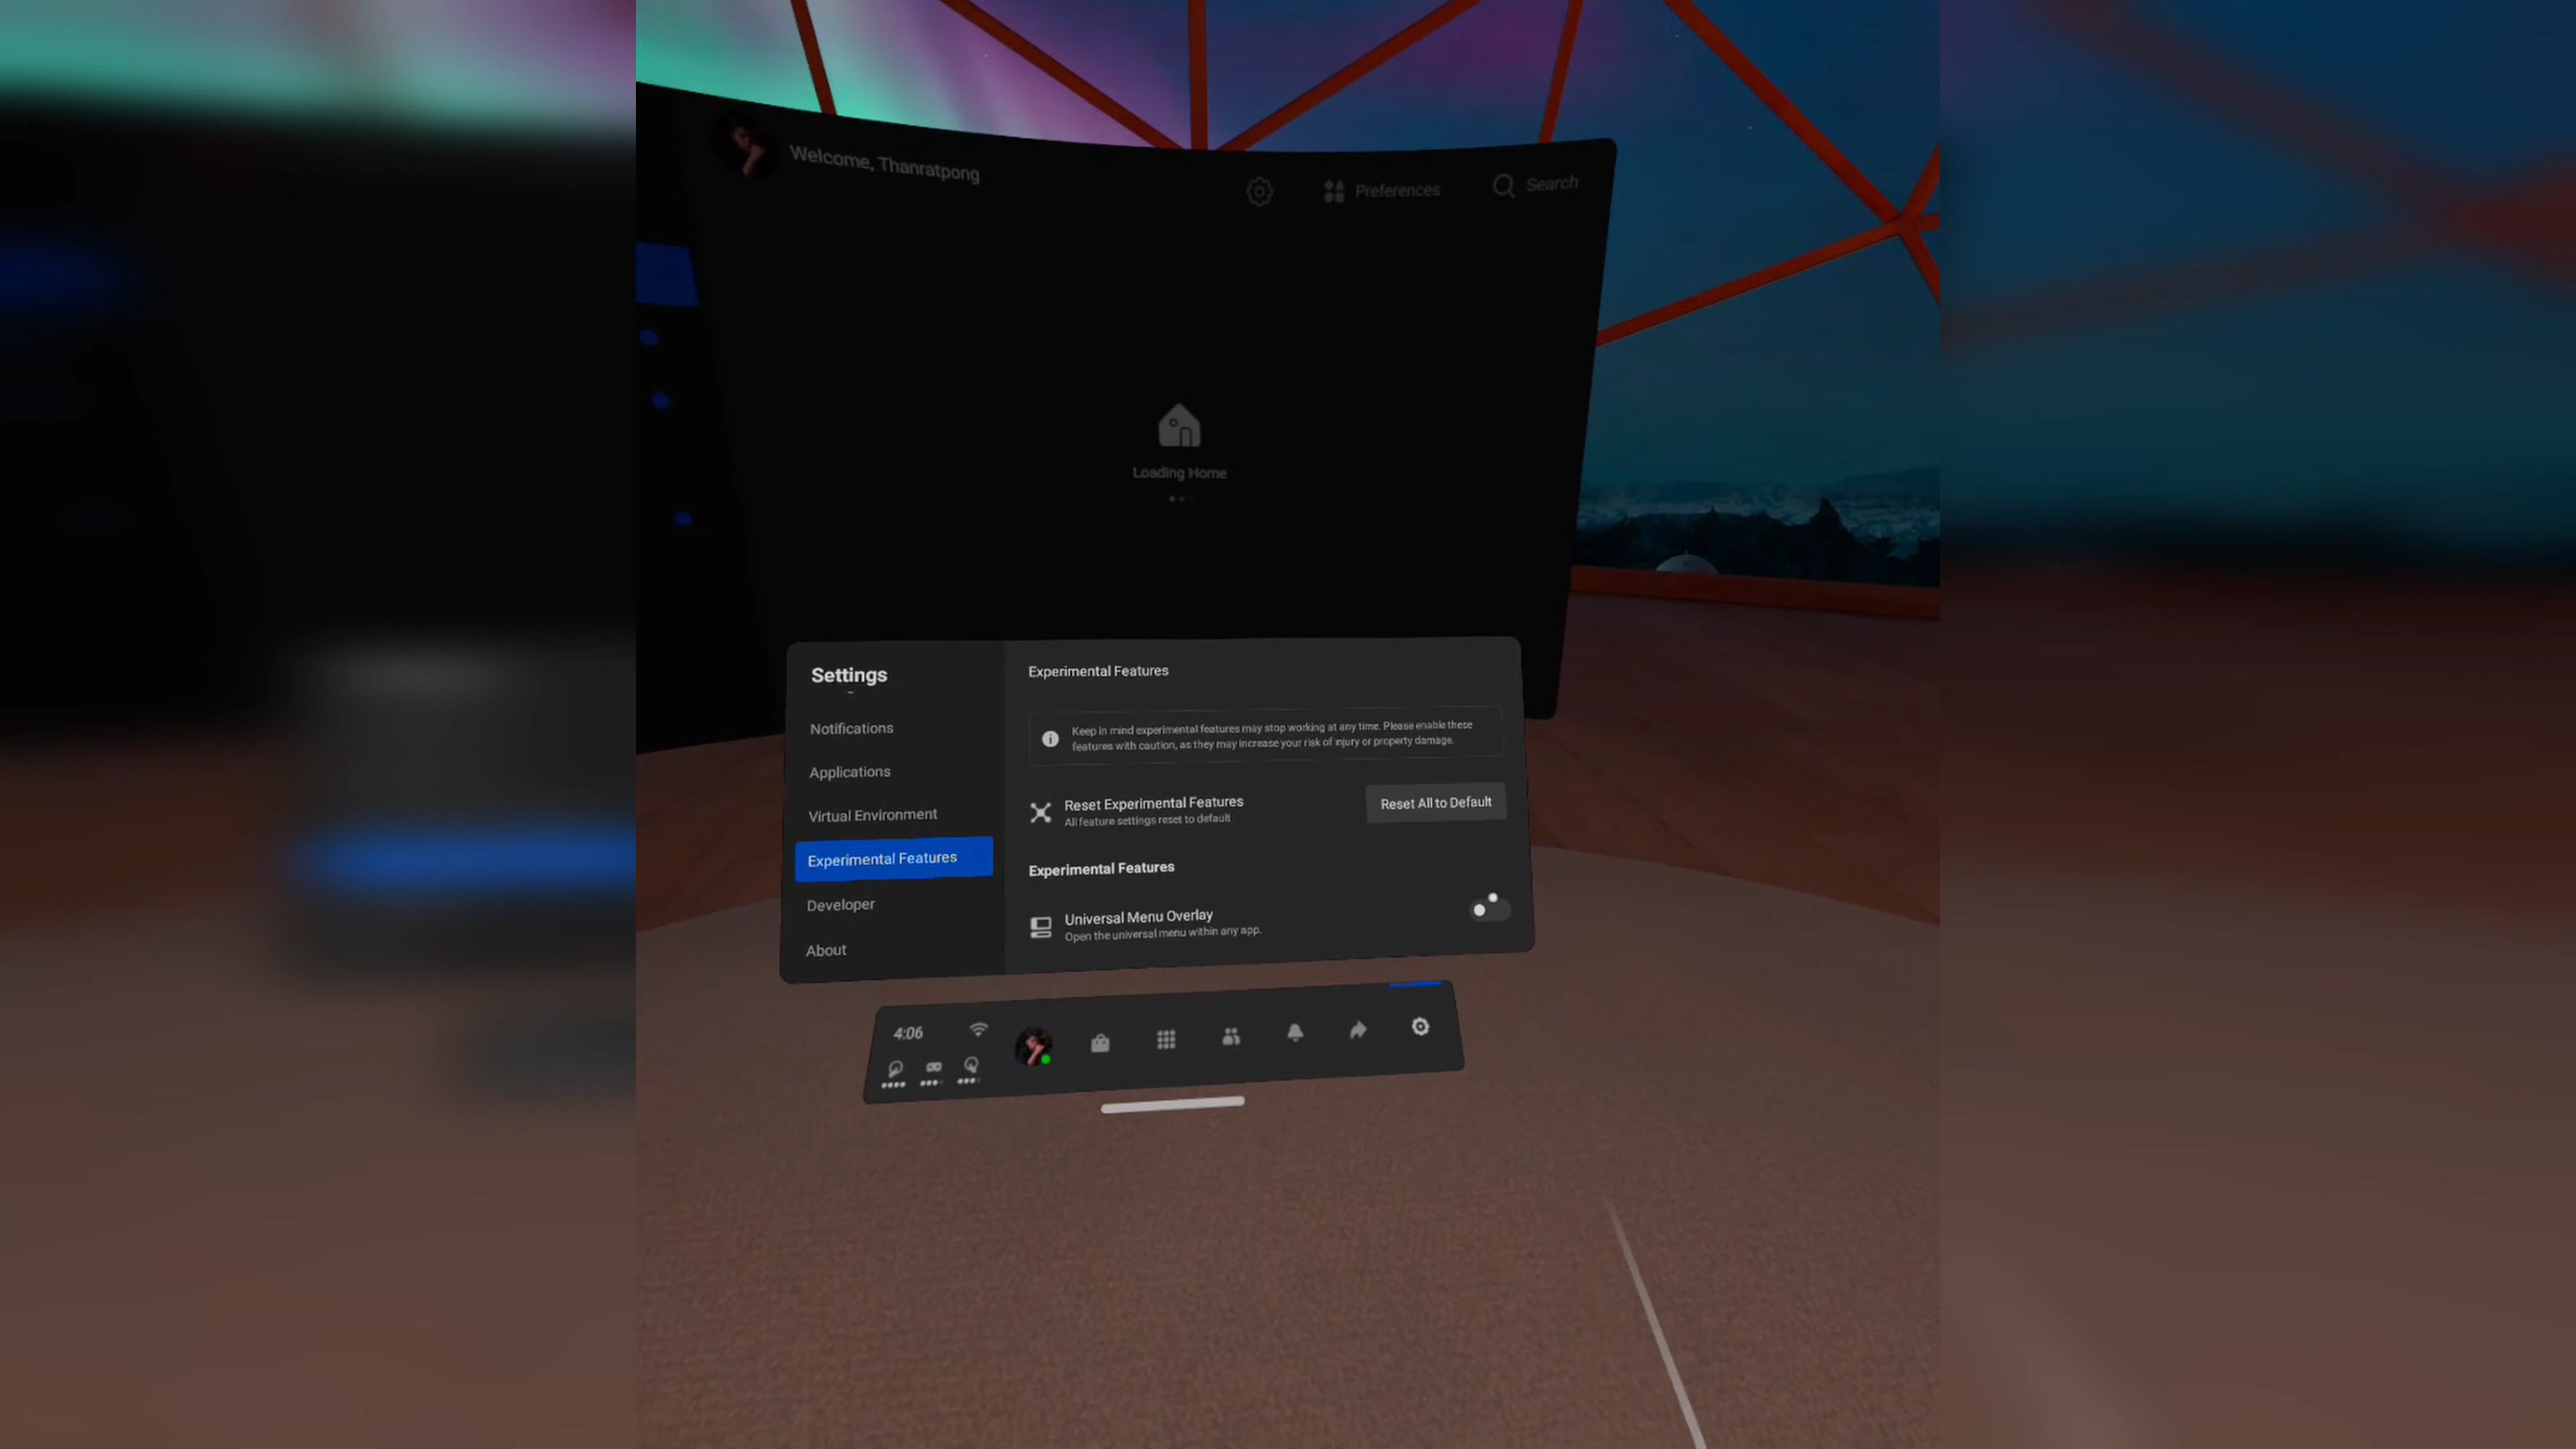 Welcome, Thanratpong
Preferences
Search
Loading Home
Settings
Notifications
Applications
Virtual Environment
Experimental Features
Developer
About
Experimental Features
Keep in mind experimental features may stop working at any time. Please enable these
features with caution, as they may increase your risk of injury or property damage.
Reset Experimental Features
All feature settings reset to default
Reset All to Default
Experimental Features
Universal Menu Overlay
Open the universal menu within any app.
4:06